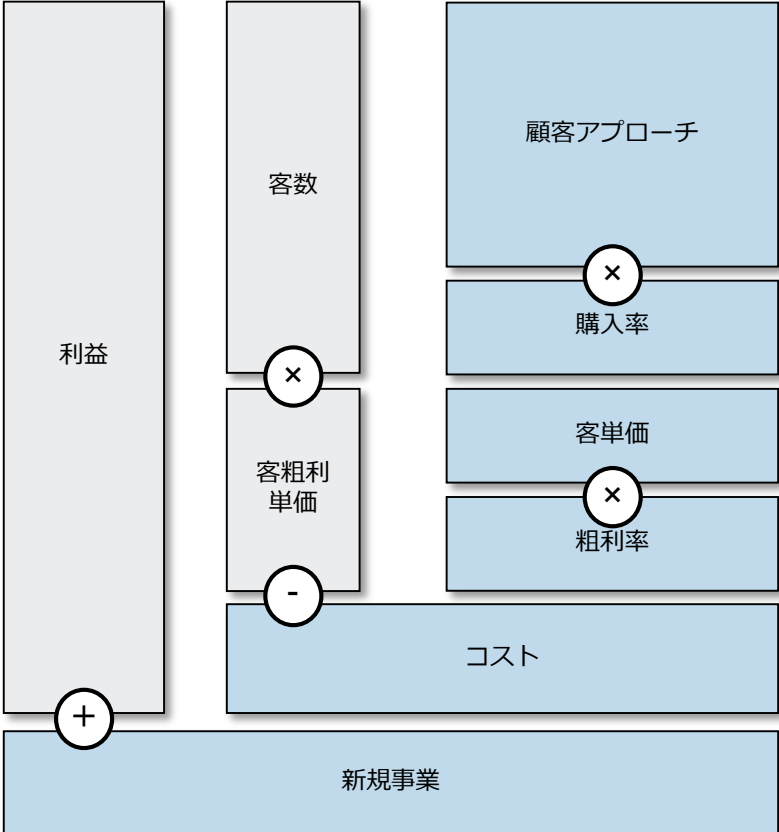 利益
+
客数
×
客粗利
単価
-
顧客アプローチ
×
購入率
客単価
×
粗利率
コスト
新規事業